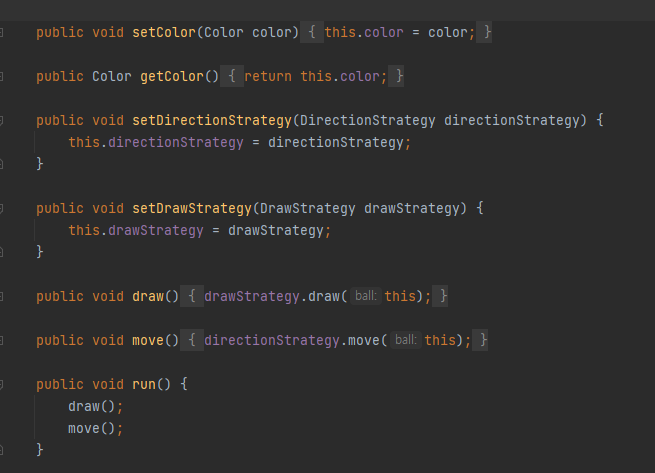 public void setColor(Color color) { this.color = color; }
public Color getColor() { return this.color; }
public void setDirectionStrategy(DirectionStrategy directionStrategy) {
this.directionStrategy = directionStrategy;
}
public void setDrawStrategy(DrawStrategy drawStrategy) {
this.drawStrategy = drawStrategy;
}
public void draw() { drawStrategy.draw( ball: this); }
public void move() { directionStrategy.move( ball: this); }
public void run() {
draw();
move();
}